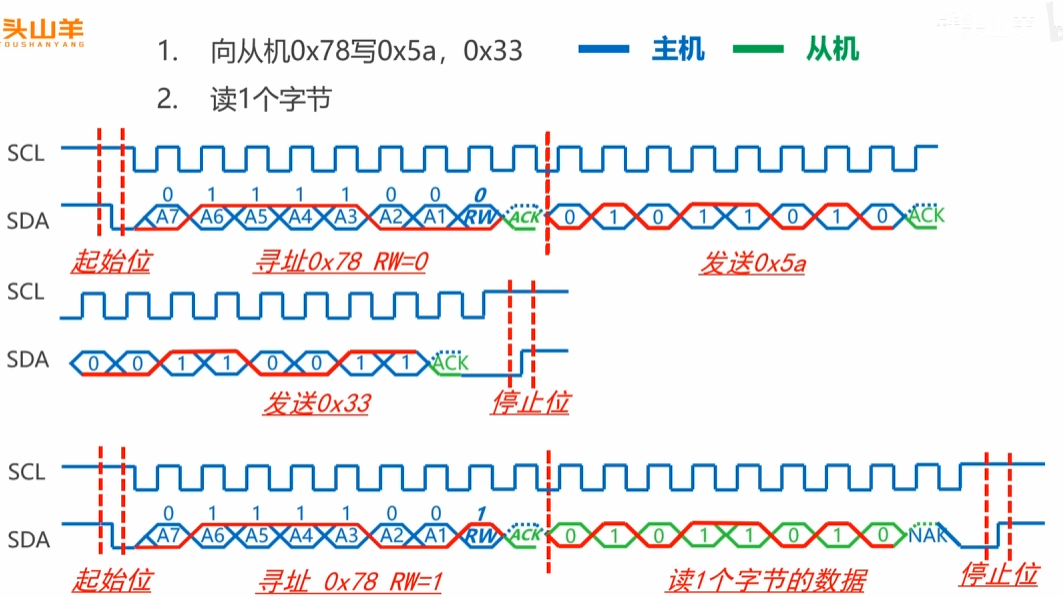 头山羊
TOUSHANYANG
1. 向从机0x78写0x5a，0x33
主机
从机
2. 读1个字节
SCL
0 1 1 1 1 0 0 0
SDA
A7 A6 A5 A4 A3 A2 A1 RW ACK 0 1 0 1 1 0 1 0 ACK
起始位
寻址0x78 RW=0
发送0x5a
SCL
SDA
0 0 1 1 0 0 1 1 ACK
发送0x33
停止位
SCL
0 1 1 1 1 0 0 1
SDA
A7 A6 A5 A4 A3 A2 A1 RW ACK 0 1 0 1 1 0 1 0 NAK
起始位
寻址 0x78 RW=1
读1个字节的数据
停止位